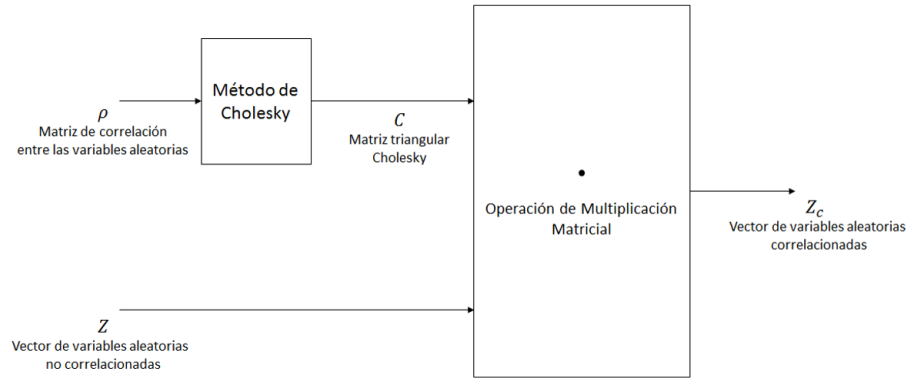 Método de
Cholesky
ρ
Matriz de correlación
entre las variables aleatorias
C
Matriz triangular
Cholesky
•
Operación de Multiplicación
Matricial
Z
Vector de variables aleatorias
no correlacionadas
Z_c
Vector de variables aleatorias
correlacionadas